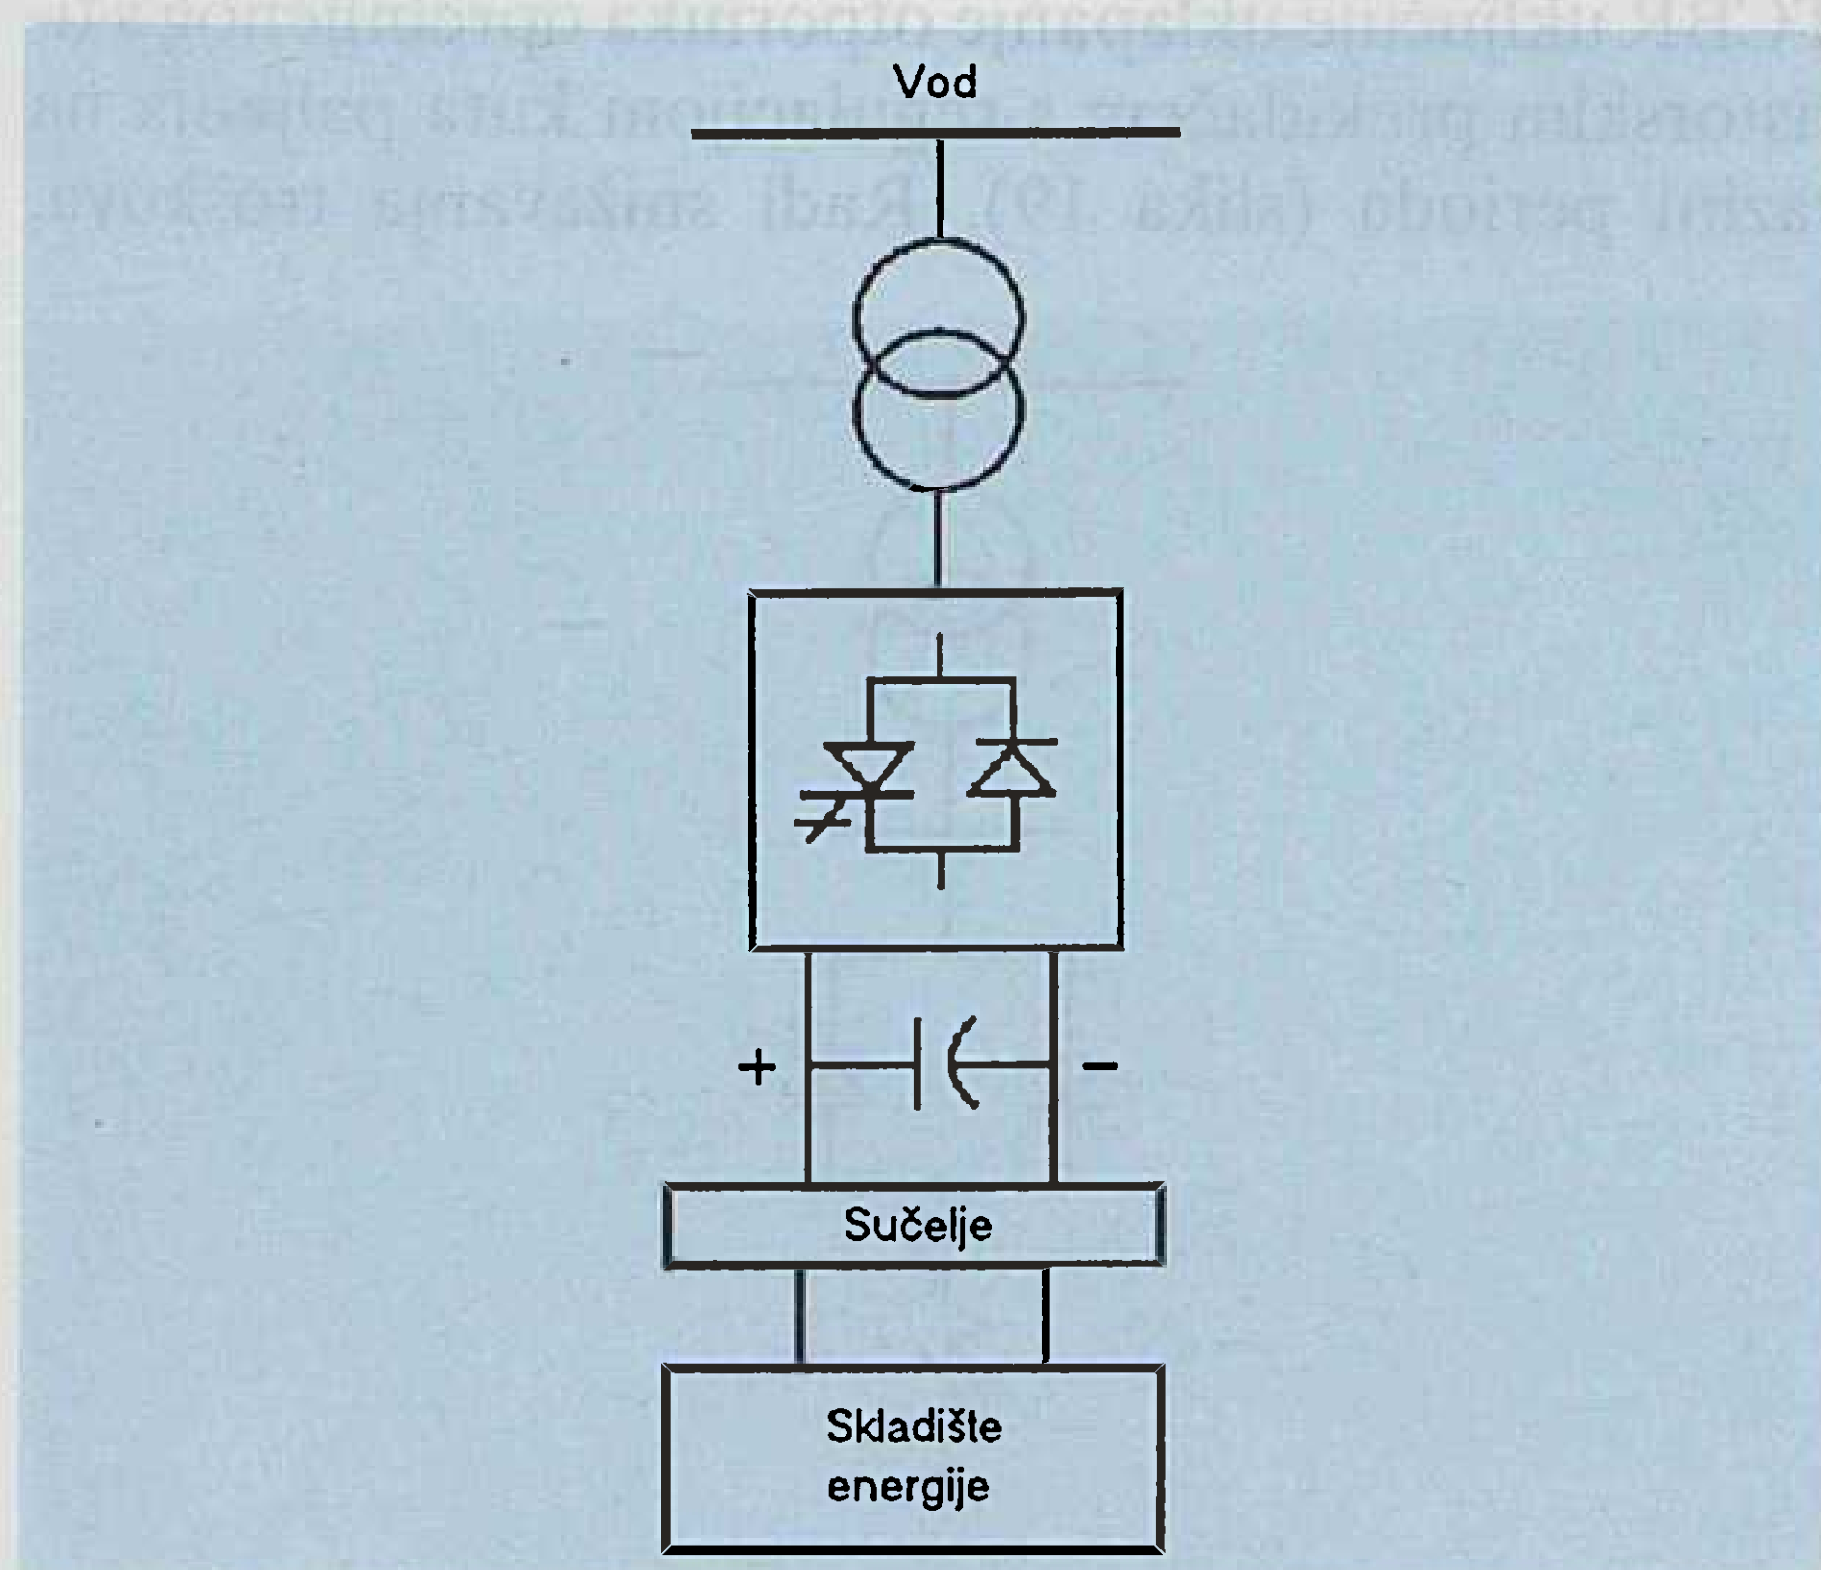 Vod
+
−
Sučelje
Skladište
energije